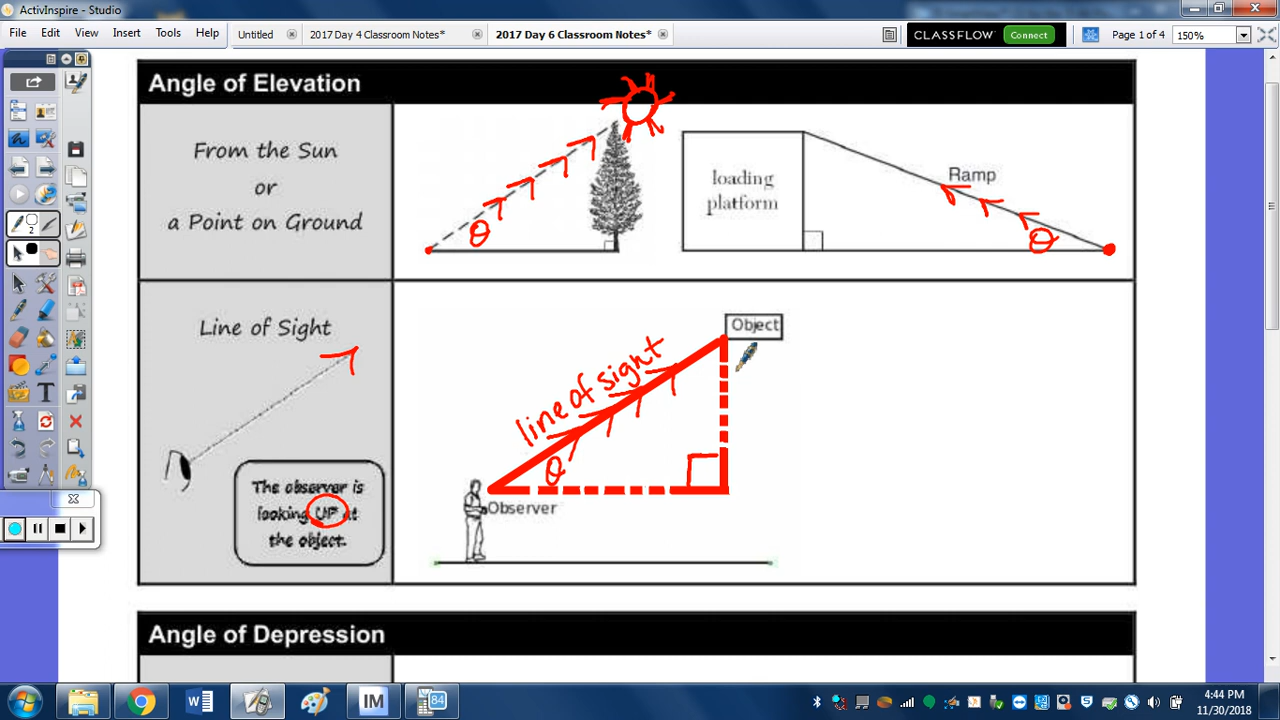 ActivInspire - Studio
File Edit View Insert Tools Help
Untitled
2017 Day 4 Classroom Notes*
2017 Day 6 Classroom Notes*
CLASSFLOW Connect
Page 1 of 4
150%
Angle of Elevation
From the Sun
or
a Point on Ground
θ
loading
platform
Ramp
θ
Line of Sight
The observer is
looking UP at
the object.
Object
line of sight
θ
Observer
2
Angle of Depression
W
IM
84
4:44 PM
11/30/2018